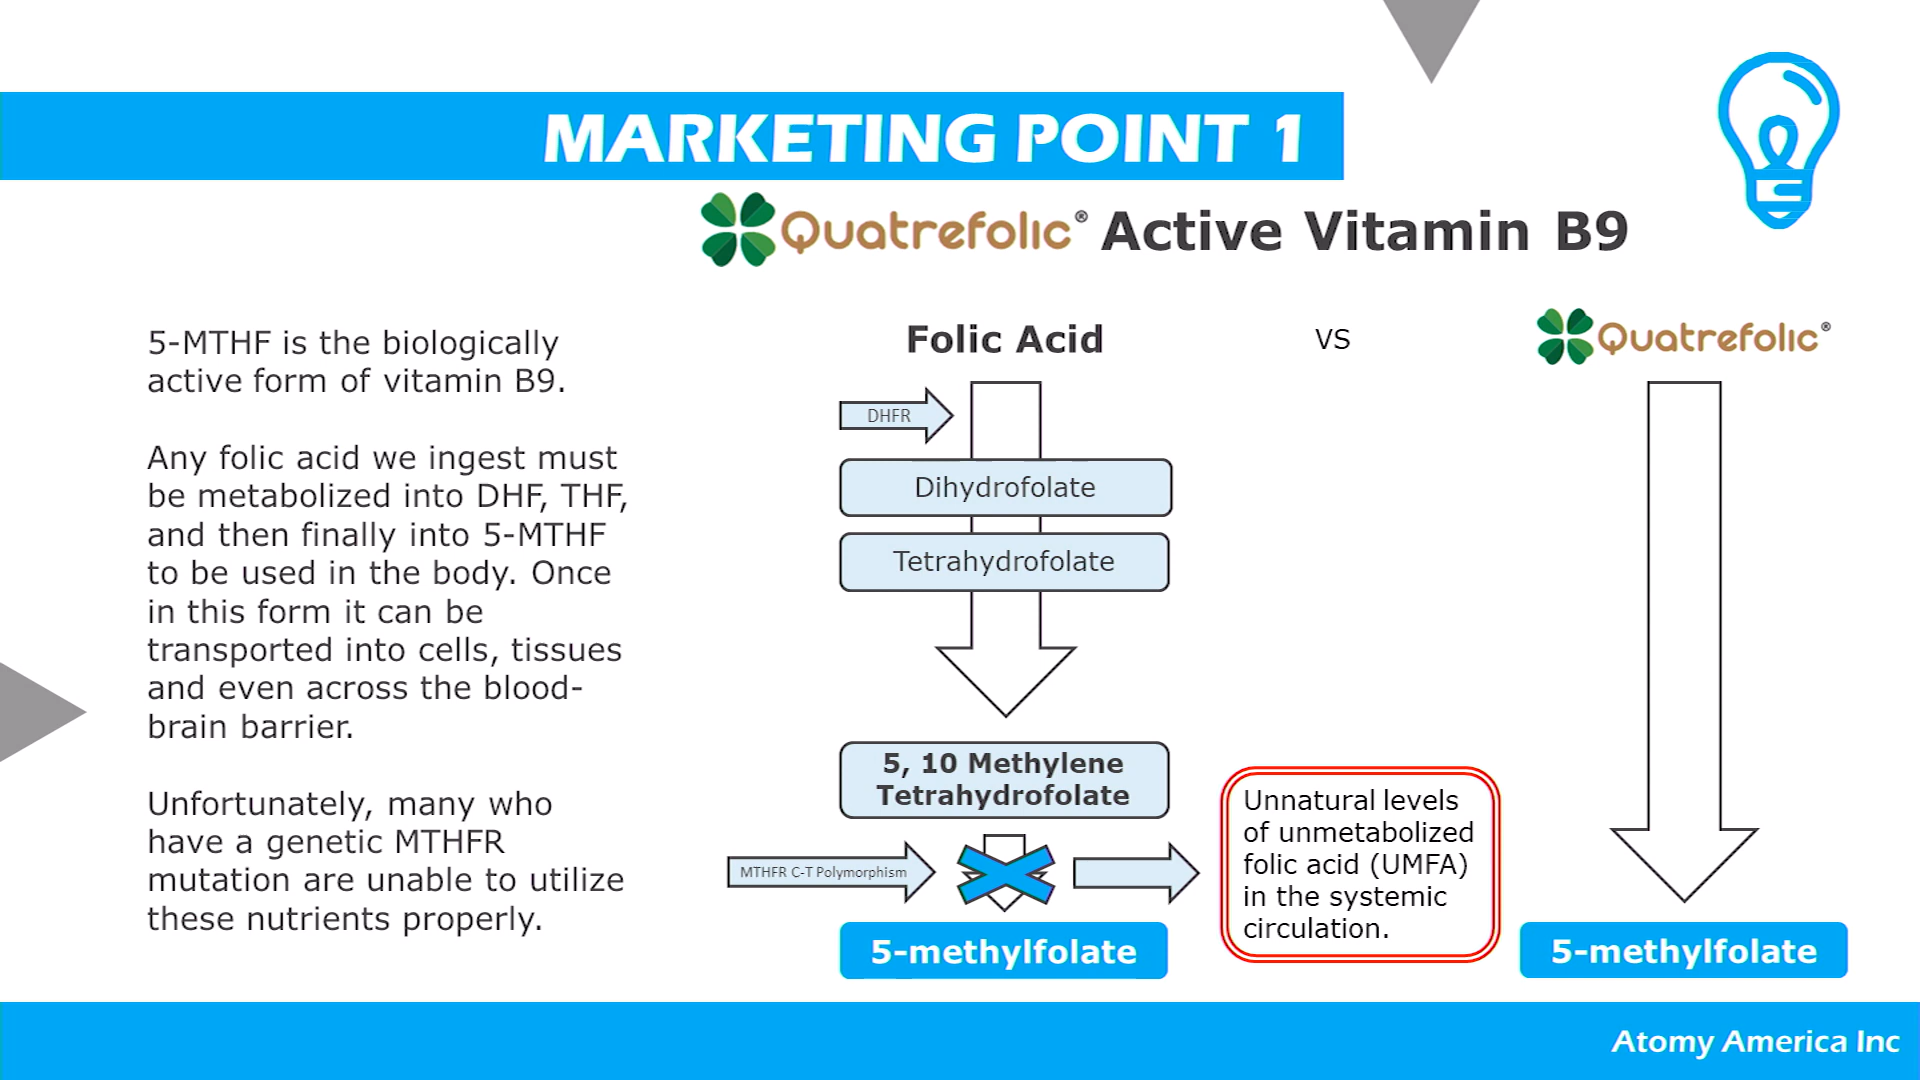 MARKETING POINT 1
Quatrefolic® Active Vitamin B9
5-MTHF is the biologically
active form of vitamin B9.
Any folic acid we ingest must
be metabolized into DHF, THF,
and then finally into 5-MTHF
to be used in the body. Once
in this form it can be
transported into cells, tissues
and even across the blood-
brain barrier.
Unfortunately, many who
have a genetic MTHFR
mutation are unable to utilize
these nutrients properly.
Folic Acid
VS
Quatrefolic®
DHFR
Dihydrofolate
Tetrahydrofolate
5, 10 Methylene
Tetrahydrofolate
MTHFR C-T Polymorphism
Unnatural levels
of unmetabolized
folic acid (UMFA)
in the systemic
circulation.
5-methylfolate
5-methylfolate
Atomy America Inc